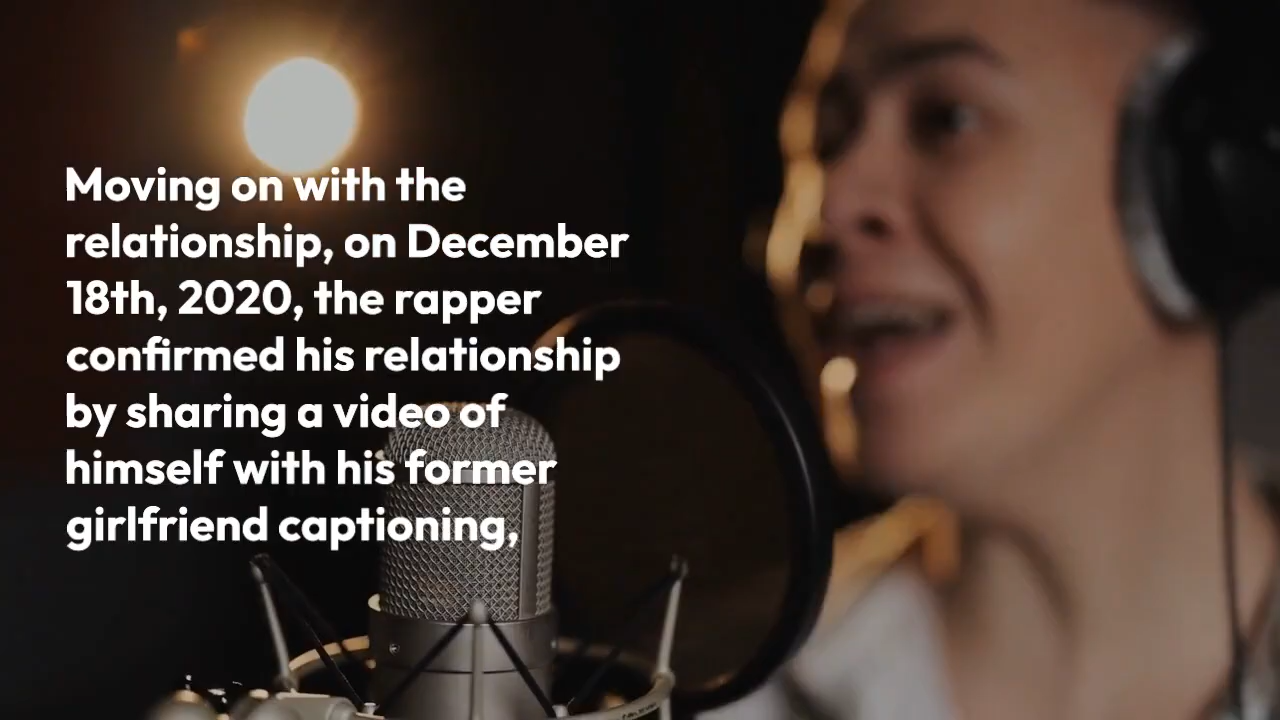 Moving on with the
relationship, on December
18th, 2020, the rapper
confirmed his relationship
by sharing a video of
himself with his former
girlfriend captioning,